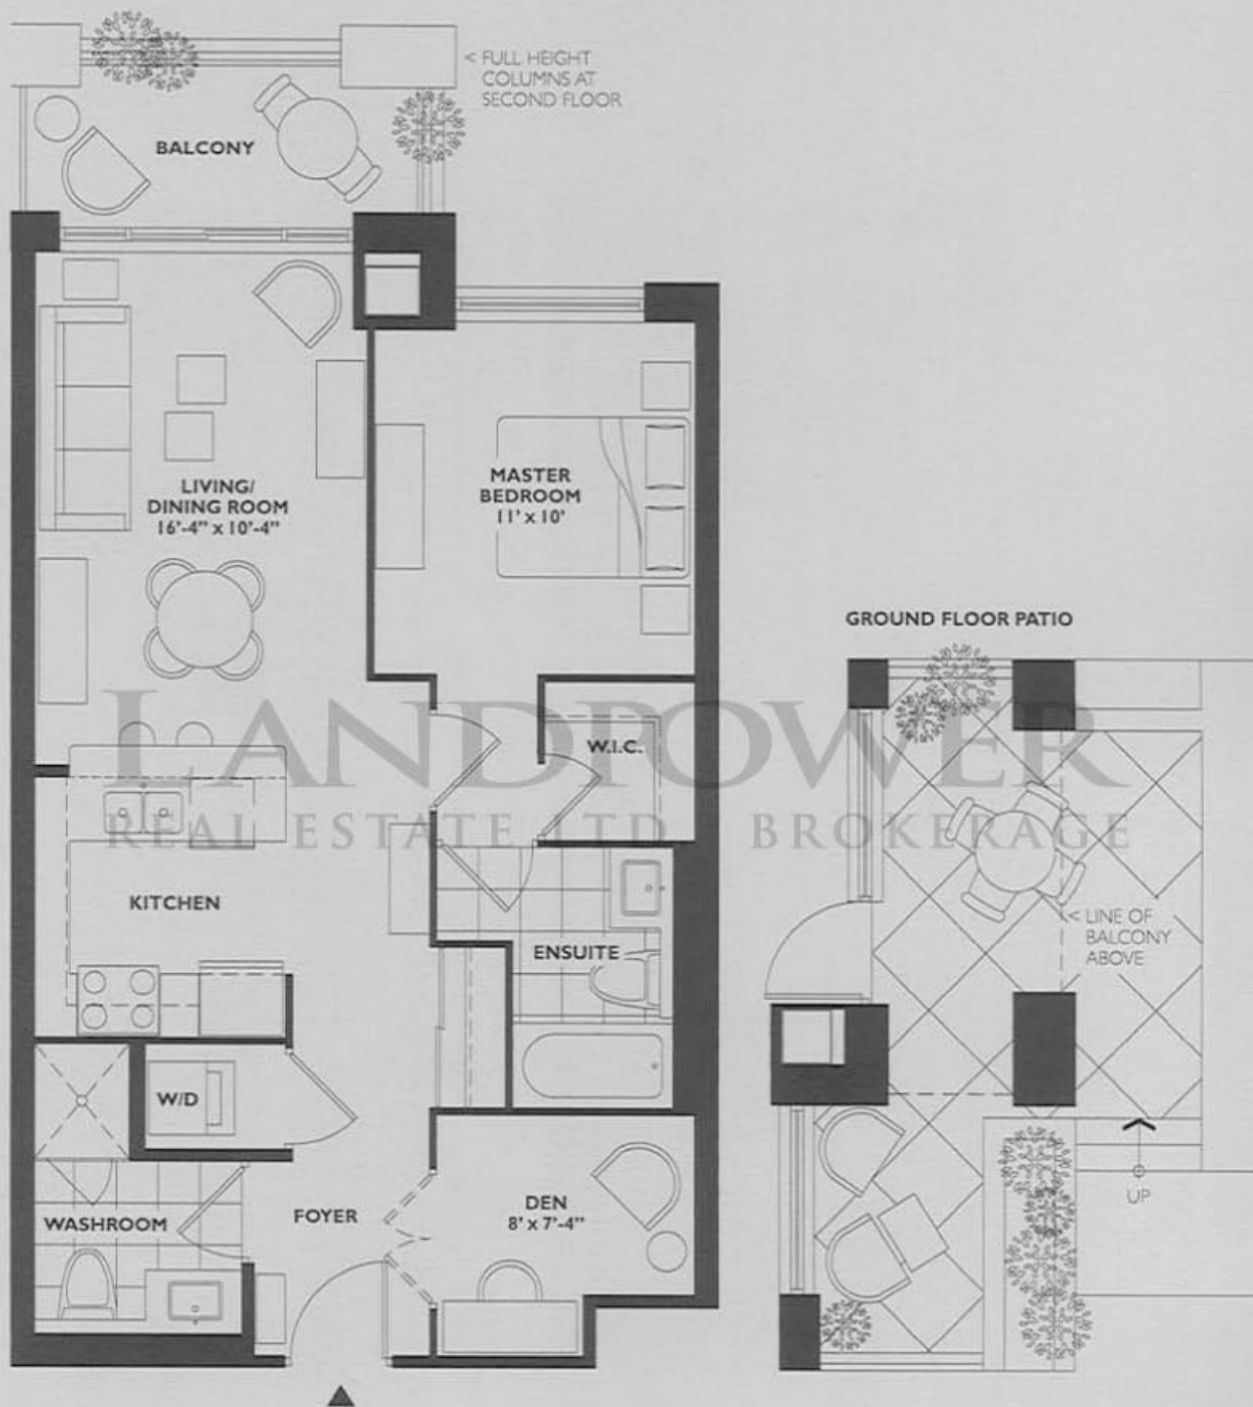 < FULL HEIGHT
COLUMNS AT
SECOND FLOOR
BALCONY
LIVING/
DINING ROOM
16'-4" x 10'-4"
MASTER
BEDROOM
11' x 10'
GROUND FLOOR PATIO
LANDPOWER
REAL ESTATE LTD BROKERAGE
W.I.C.
KITCHEN
ENSUITE
< LINE OF
BALCONY
ABOVE
W/D
WASHROOM
FOYER
DEN
8' x 7'-4"
UP